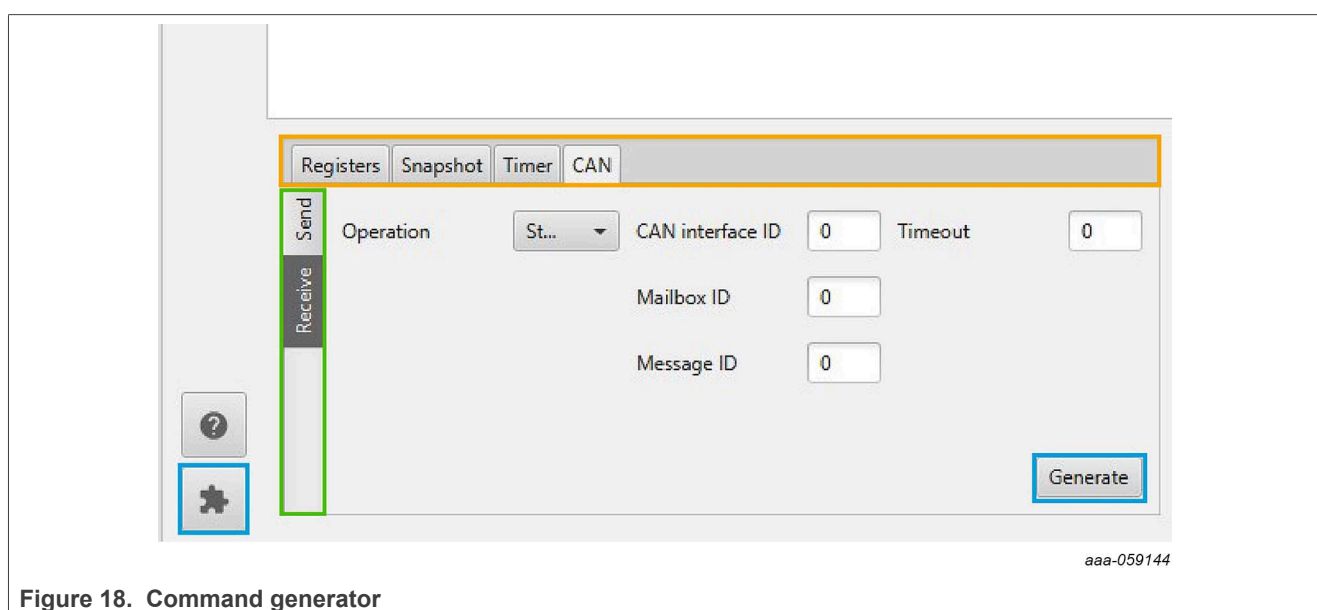 Registers Snapshot Timer CAN
Send
Receive
Operation St... CAN interface ID 0 Timeout 0
Mailbox ID 0
Message ID 0
?
Generate
aaa-059144
Figure 18. Command generator